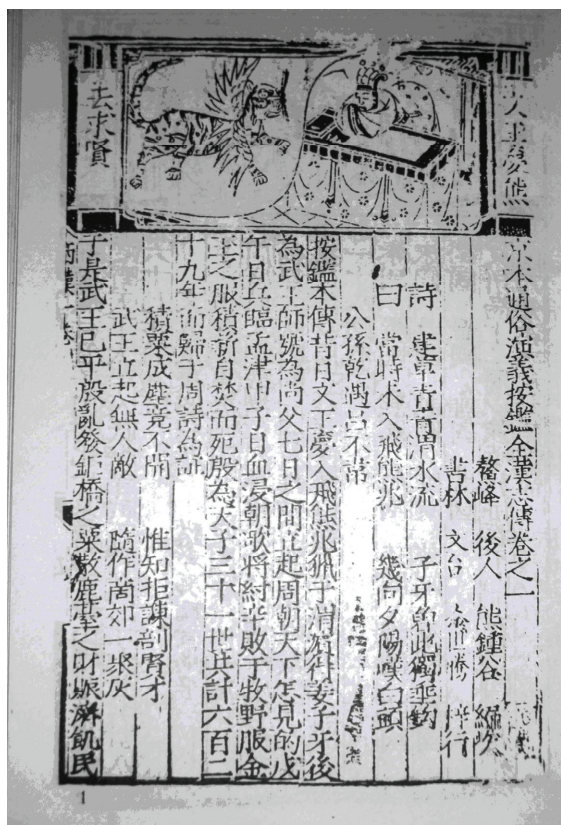 文王夢熊
去求賢
京本通俗演義按鑑全漢志傳卷之一
鰲峰 後人 熊鍾谷 編次
書林 文台 余世騰 梓行
詩 水流 子牙 此獨垂鈎
曰 當時未入飛熊兆 幾向夕陽嘆白頭
公孫乾遇呂不韋
按鑑本傳昔日文王夢入飛熊兆獵于渭濱得姜子牙後
為武王師號為尚父七日之間立起周朝天下怎見的戊
午日兵臨孟津甲子日血浸朝歌將紂辛敗于牧野服金
玉之服積薪自焚而死殷為天子三十一世共計六百二
十九年而歸于周詩為証
積粟成塵竟不開 惟知拒諫剖賢才
武王立起無人敵 隨作商郊一聚灰
于是武王已平殷亂發鉅橋之粟散鹿臺之財賑濟飢民
1